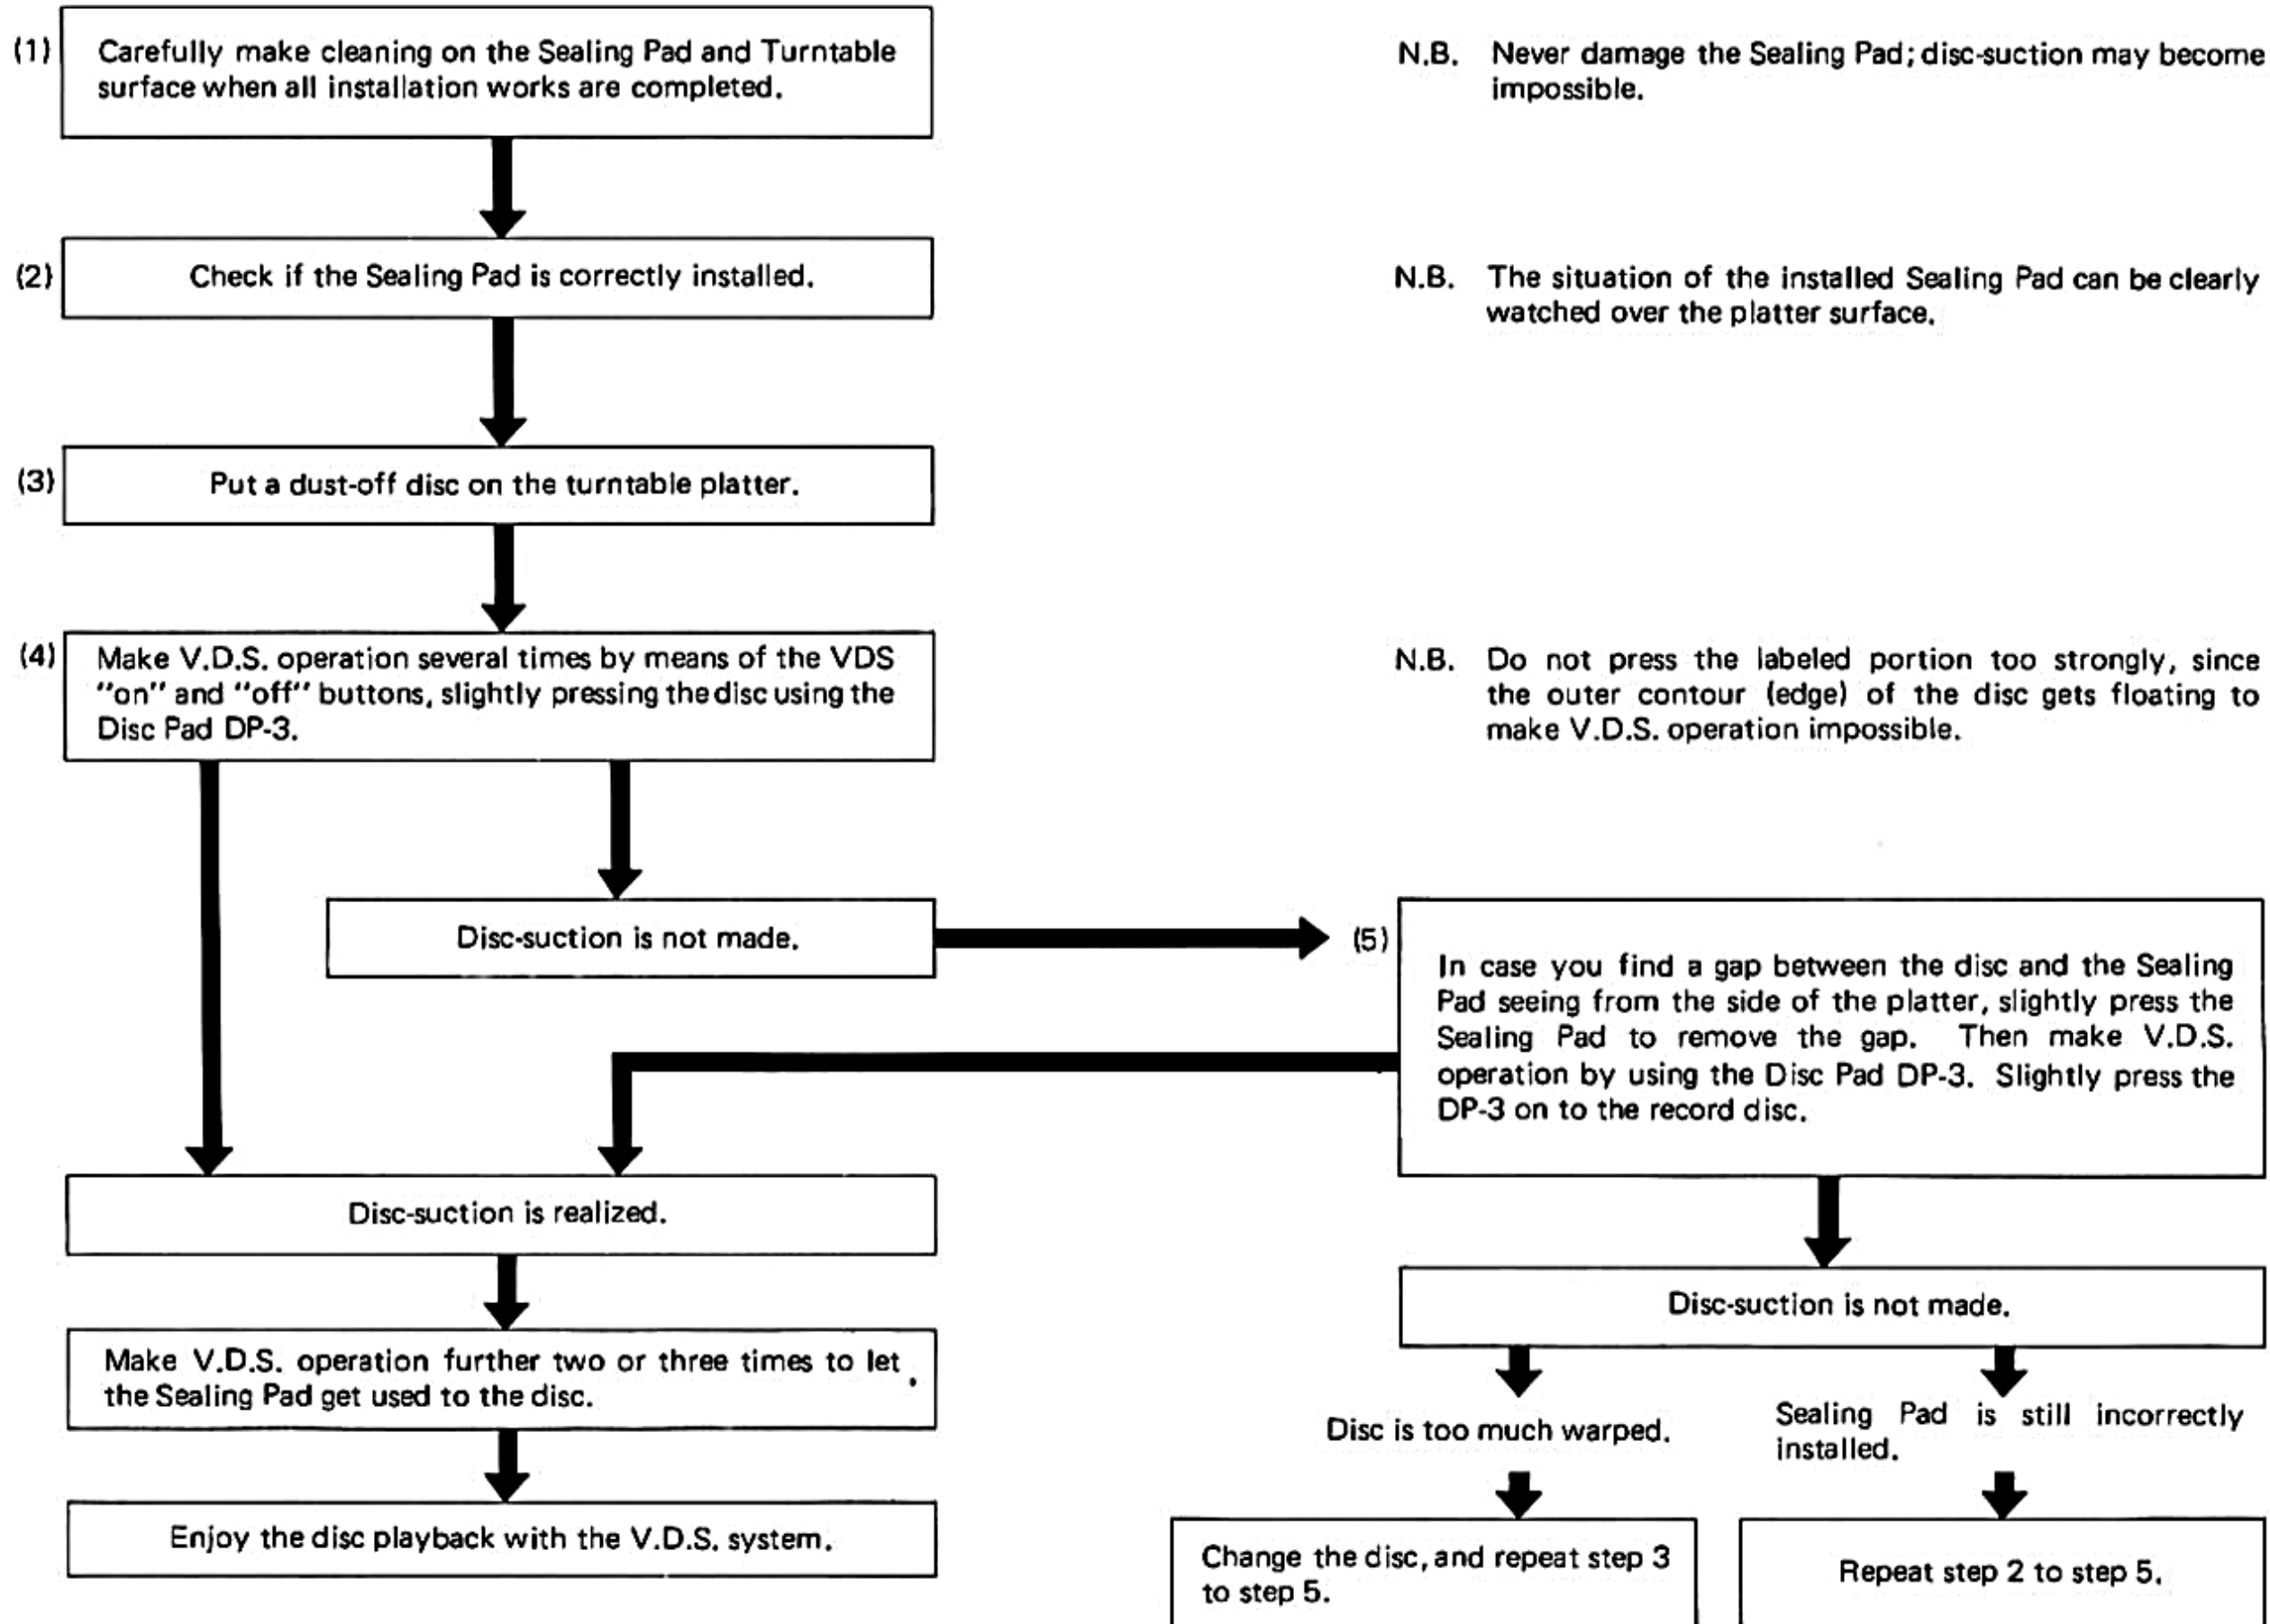 (1) Carefully make cleaning on the Sealing Pad and Turntable
surface when all installation works are completed.
N.B. Never damage the Sealing Pad; disc-suction may become
impossible.
(2) Check if the Sealing Pad is correctly installed.
N.B. The situation of the installed Sealing Pad can be clearly
watched over the platter surface.
(3) Put a dust-off disc on the turntable platter.
(4) Make V.D.S. operation several times by means of the VDS
"on" and "off" buttons, slightly pressing the disc using the
Disc Pad DP-3.
N.B. Do not press the labeled portion too strongly, since
the outer contour (edge) of the disc gets floating to
make V.D.S. operation impossible.
Disc-suction is not made.
(5) In case you find a gap between the disc and the Sealing
Pad seeing from the side of the platter, slightly press the
Sealing Pad to remove the gap. Then make V.D.S.
operation by using the Disc Pad DP-3. Slightly press the
DP-3 on to the record disc.
Disc-suction is realized.
Make V.D.S. operation further two or three times to let
the Sealing Pad get used to the disc.
Enjoy the disc playback with the V.D.S. system.
Disc-suction is not made.
Disc is too much warped.
Sealing Pad is still incorrectly
installed.
Change the disc, and repeat step 3
to step 5.
Repeat step 2 to step 5.